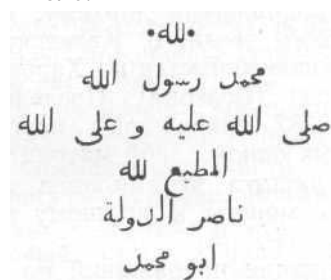 •لله•
محمد رسول الله
صلى الله عليه و على الله
المطيع لله
ناصر الدولة
ابو محمد